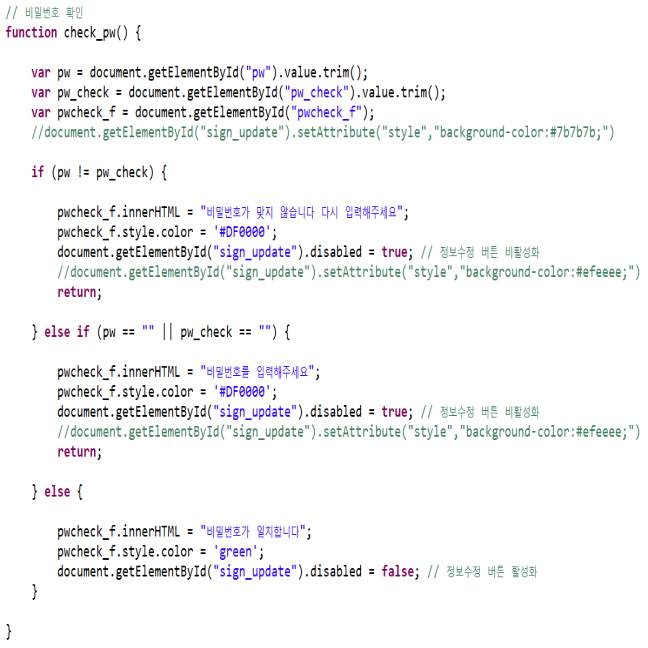 // 비밀번호 확인
function check_pw() {
var pw = document.getElementById("pw").value.trim();
var pw_check = document.getElementById("pw_check").value.trim();
var pwcheck_f = document.getElementById("pwcheck_f");
//document.getElementById("sign_update").setAttribute("style","background-color:#7b7b7b;")
if (pw != pw_check) {
pwcheck_f.innerHTML = "비밀번호가 맞지 않습니다 다시 입력해주세요";
pwcheck_f.style.color = '#DF0000';
document.getElementById("sign_update").disabled = true; // 정보수정 버튼 비활성화
//document.getElementById("sign_update").setAttribute("style","background-color:#efeeee;")
return;
} else if (pw == "" || pw_check == "") {
pwcheck_f.innerHTML = "비밀번호를 입력해주세요";
pwcheck_f.style.color = '#DF0000';
document.getElementById("sign_update").disabled = true; // 정보수정 버튼 비활성화
//document.getElementById("sign_update").setAttribute("style","background-color:#efeeee;")
return;
} else {
pwcheck_f.innerHTML = "비밀번호가 일치합니다";
pwcheck_f.style.color = 'green';
document.getElementById("sign_update").disabled = false; // 정보수정 버튼 활성화
}
}